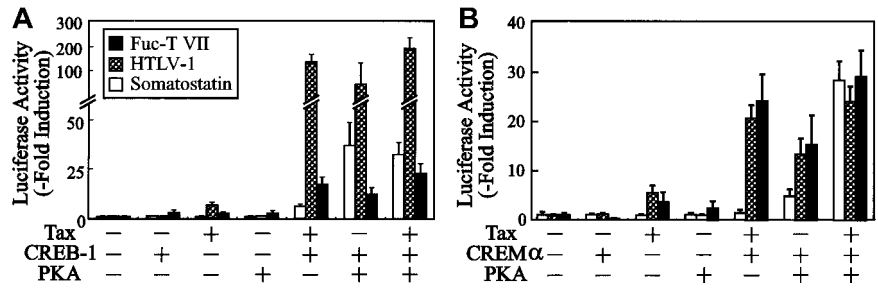 A
Luciferase Activity
(-Fold Induction)
300
200
100
50
25
0
Fuc-T VII
HTLV-1
Somatostatin
Tax – – + – + – +
CREB-1 – + – – + + +
PKA – – – + – + +
B
Luciferase Activity
(-Fold Induction)
40
30
20
10
0
Tax – – + – + – +
CREMα – + – – + + +
PKA – – – + – + +